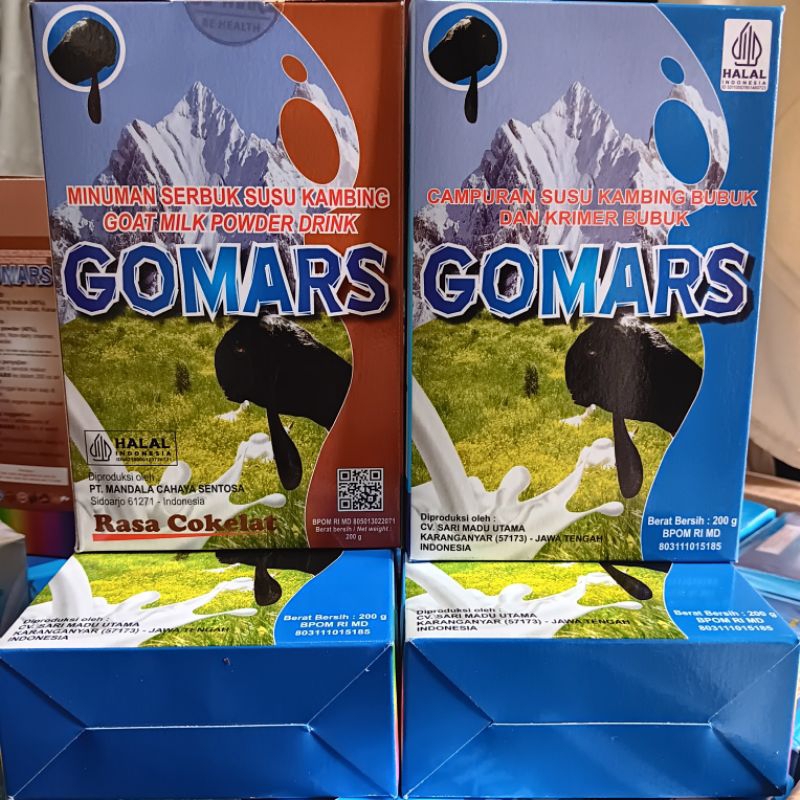 BE HEALTH
MINUMAN SERBUK SUSU KAMBING
GOAT MILK POWDER DRINK
GOMARS
HALAL
INDONESIA
Diproduksi oleh :
PT. MANDALA CAHAYA SENTOSA
Sidoarjo 61271 - Indonesia
Rasa Cokelat
BPOM RI MD 805013022071
Berat bersih / Net weight :
200 g
HALAL
INDONESIA
CAMPURAN SUSU KAMBING BUBUK
DAN KRIMER BUBUK
GOMARS
Diproduksi oleh :
CV. SARI MADU UTAMA
KARANGANYAR (57173) - JAWA TENGAH
INDONESIA
Berat Bersih : 200 g
BPOM RI MD
803111015185
OMARS
Diproduksi oleh :
CV. SARI MADU UTAMA
KARANGANYAR (57173) - JAWA TENGAH
INDONESIA
Berat Bersih : 200 g
BPOM RI MD
803111015185
Diproduksi oleh :
CV. SARI MADU UTAMA
KARANGANYAR (57173) - JAWA TENGAH
INDONESIA
Berat Bersih : 200 g
BPOM RI MD
803111015185